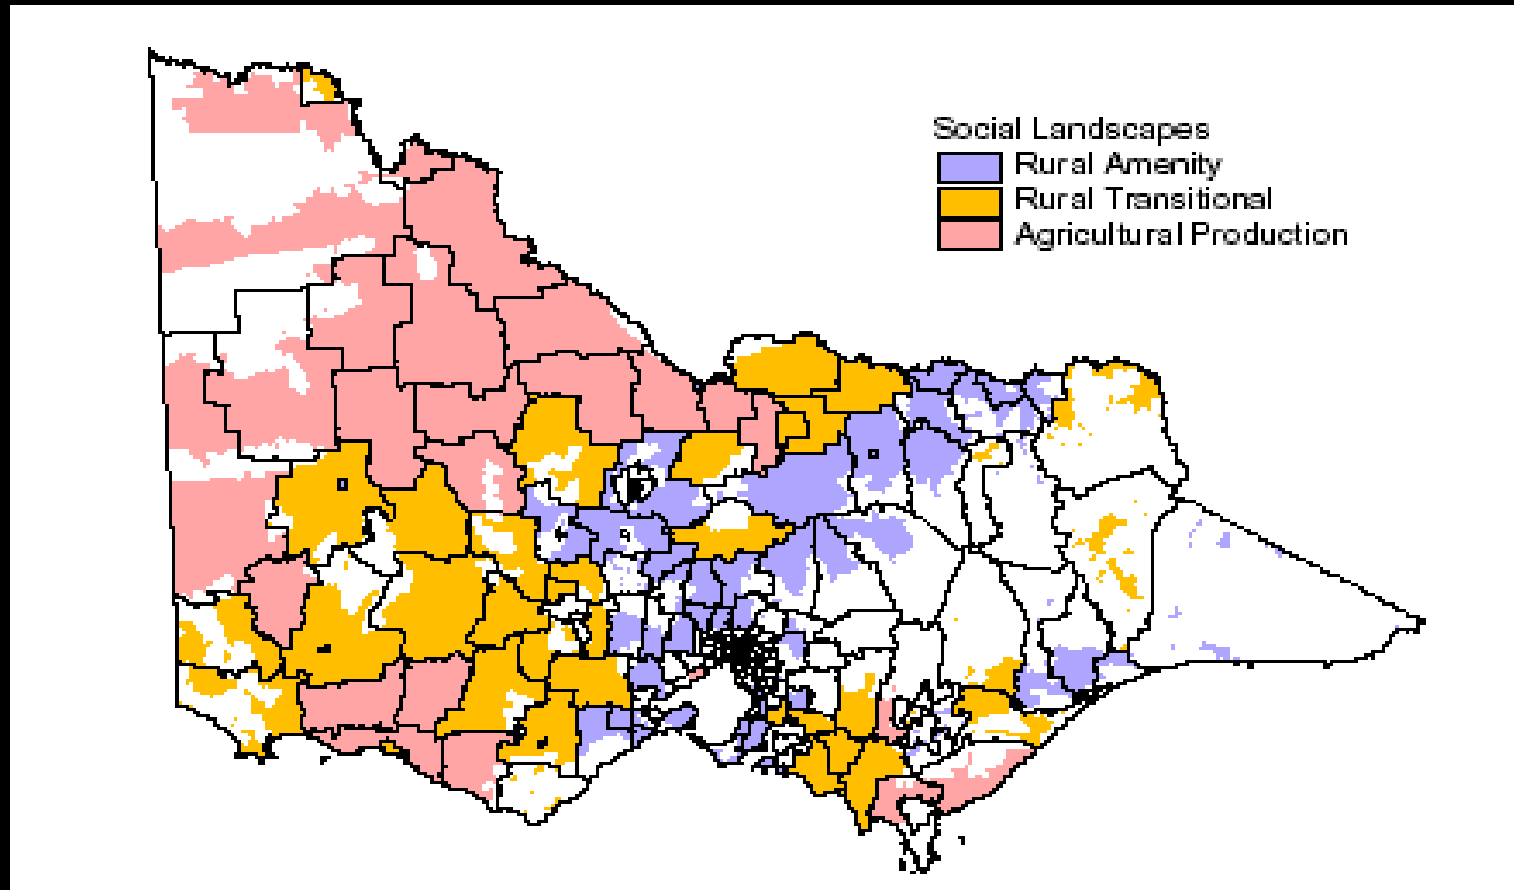 Social Landscapes
Rural Amenity
Rural Transitional
Agricultural Production